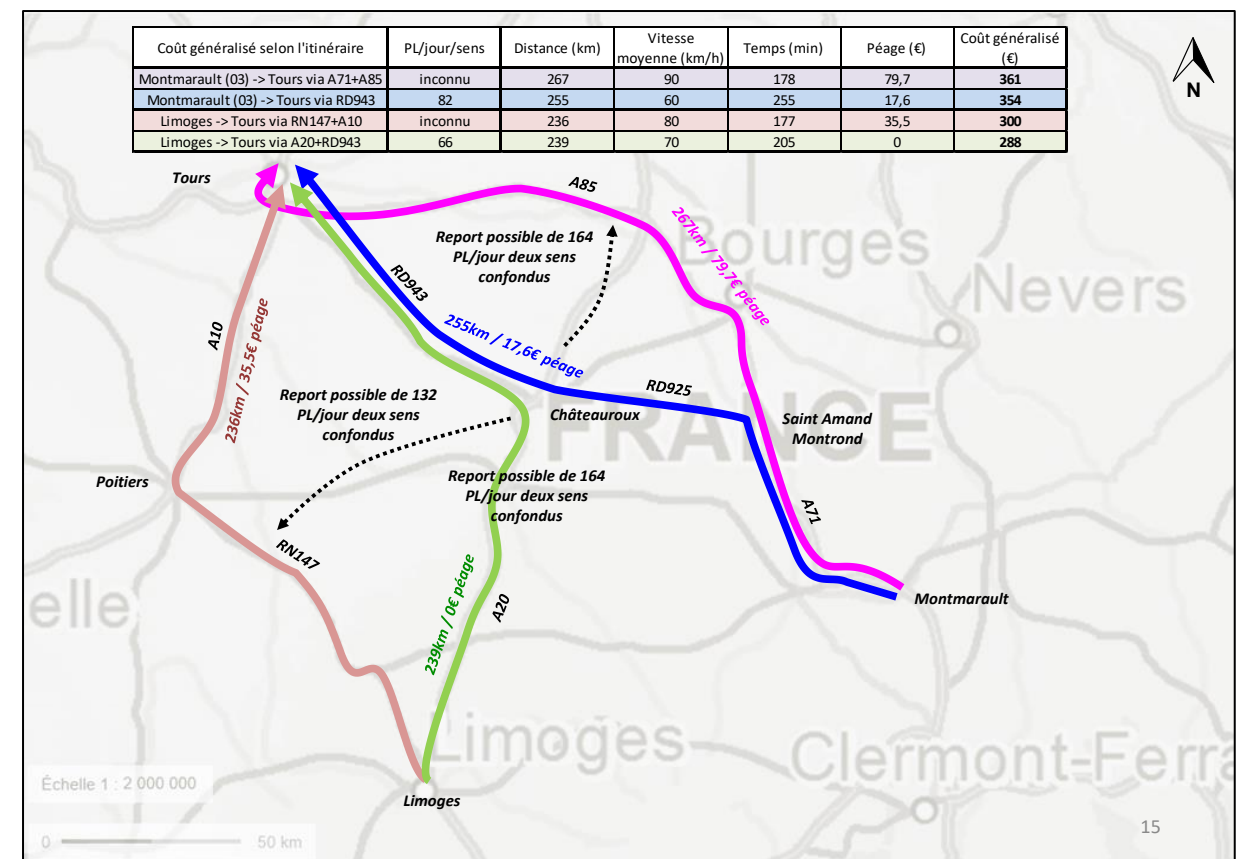 Coût généralisé selon l'itinéraire PL/jour/sens Distance (km) Vitesse moyenne (km/h) Temps (min) Péage (€) Coût généralisé (€)
Montmarault (03) -> Tours via A71+A85 inconnu 267 90 178 79,7 361
Montmarault (03) -> Tours via RD943 82 255 60 255 17,6 354
Limoges -> Tours via RN147+A10 inconnu 236 80 177 35,5 300
Limoges -> Tours via A20+RD943 66 239 70 205 0 288
N
Tours
A85
267km / 79,7€ péage
Bourges
Nevers
Report possible de 164
PL/jour deux sens
confondus
RD943
A10
236km / 35,5€ péage
255km / 17,6€ péage
Report possible de 132
PL/jour deux sens
confondus
RD925
Châteauroux
FRANCE
Saint Amand
Montrond
Poitiers
Report possible de 164
PL/jour deux sens
confondus
A71
RN147
239km / 0€ péage
A20
Montmarault
elle
Limoges
Clermont-Ferra
Échelle 1 : 2 000 000
Limoges
0 50 km
15